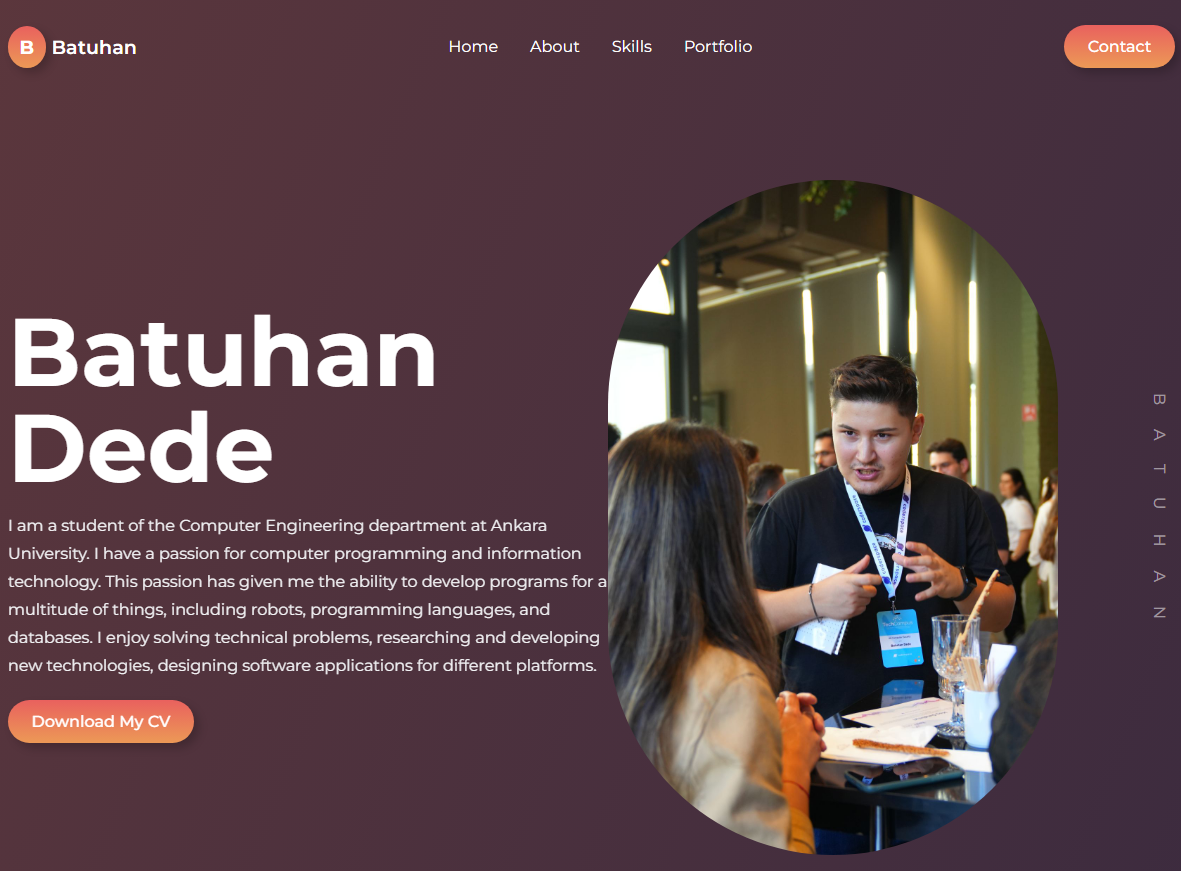 B Batuhan
Home About Skills Portfolio
Contact
Batuhan
Dede
I am a student of the Computer Engineering department at Ankara
University. I have a passion for computer programming and information
technology. This passion has given me the ability to develop programs for a
multitude of things, including robots, programming languages, and
databases. I enjoy solving technical problems, researching and developing
new technologies, designing software applications for different platforms.
Download My CV
BATUHAN